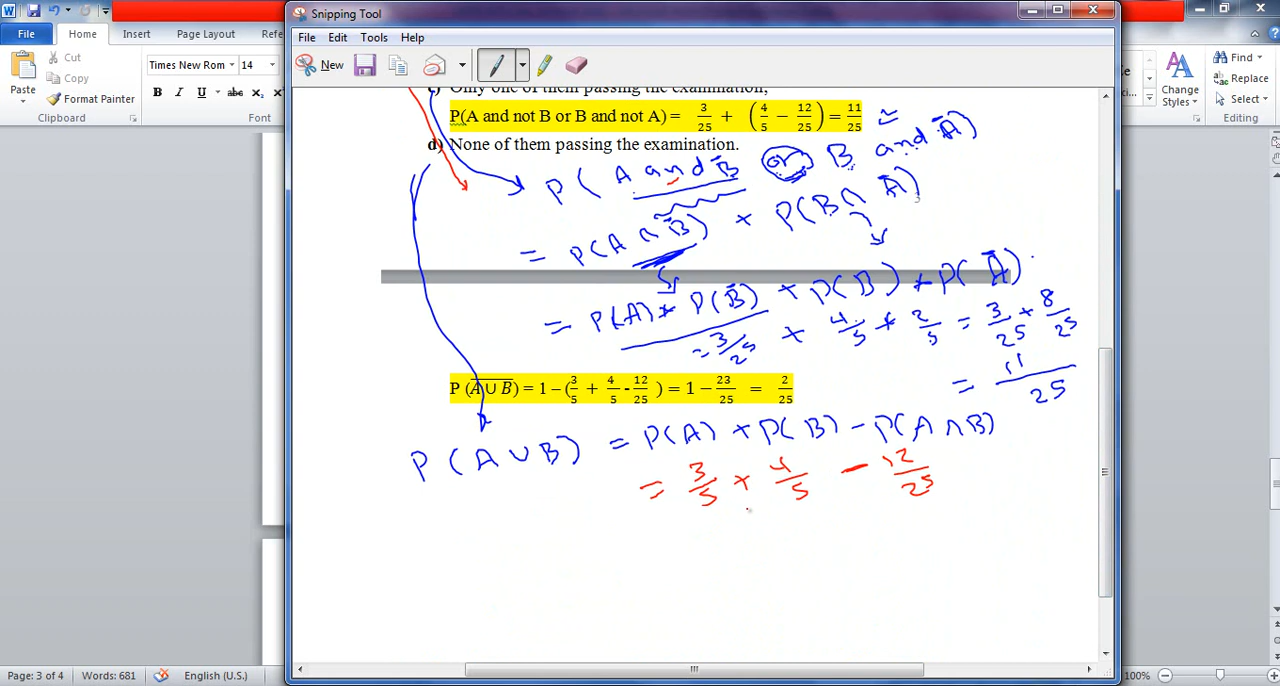 Snipping Tool
File Home Insert Page Layout Refe
File Edit Tools Help
New
Cut
Copy
Format Painter
Paste
Clipboard
Times New Rom 14
B I U abc x
Font
Change Styles
Find
Replace
Select
Editing
Only one of them passing the examination;
P(A and not B or B and not A) = 3/25 + (4/5 − 12/25) = 11/25
≃
d) None of them passing the examination.
P( A and B̅ or B and A̅)
= P(A ∩ B̅) + P(B ∩ A̅)
= P(A) * P(B̅) + P(B) * P(A̅)
= 3/25 + 4/5 * 2/5 = 3/25 + 8/25
= 11/25
P (A̅ ̅∪̅ ̅B̅) = 1 – (3/5 + 4/5 - 12/25) = 1 − 23/25 = 2/25
P (A ∪ B) = P(A) + P(B) − P(A ∩ B)
= 3/5 + 4/5 − 12/25
Page: 3 of 4 Words: 681 English (U.S.) 100%